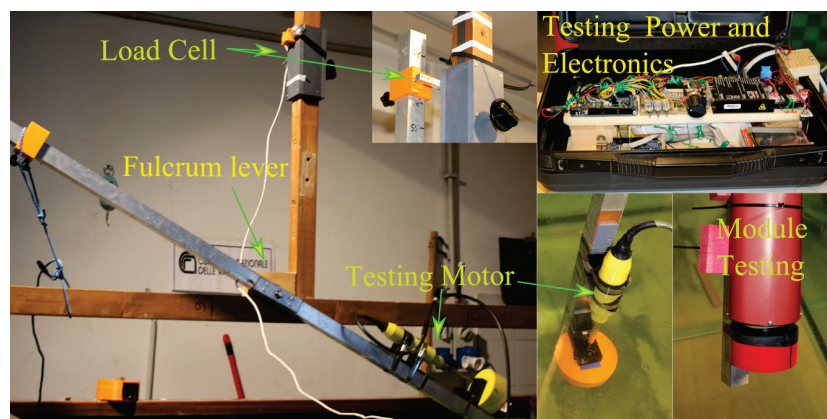 Load Cell
Fulcrum lever
Testing Motor
Testing Power and
Electronics
Module
Testing